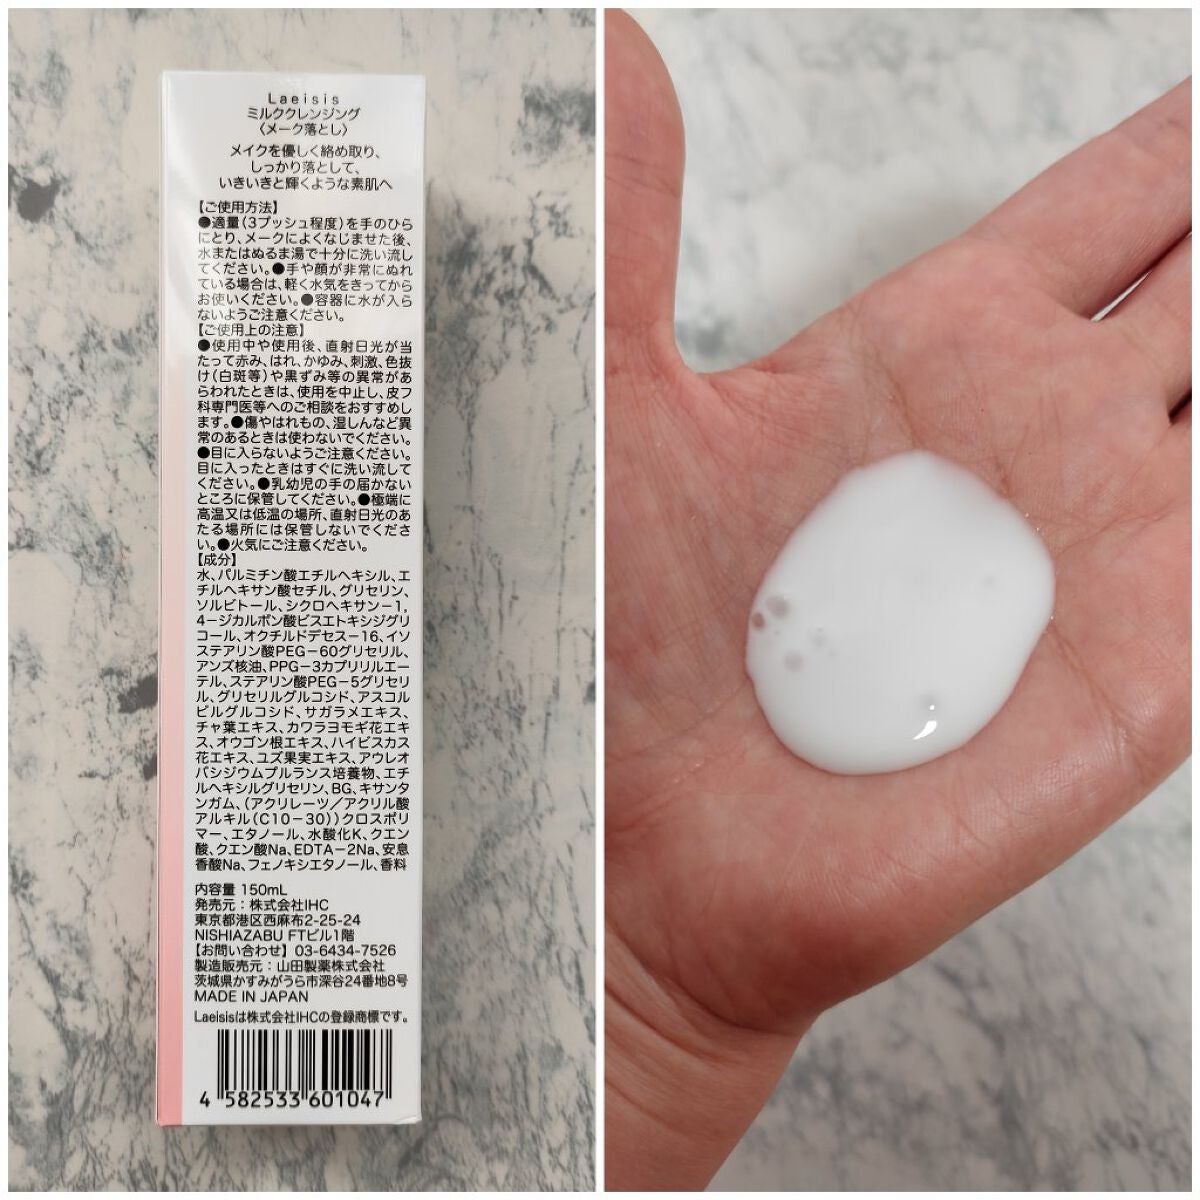 Laeisis
ミルククレンジング
〈メーク落とし〉
メイクを優しく絡め取り、
しっかり落として、
いきいきと輝くような素肌へ
【ご使用方法】
●適量(3プッシュ程度)を手のひら
にとり、メークによくなじませた後、
水またはぬるま湯で十分に洗い流し
てください。●手や顔が非常にぬれ
ている場合は、軽く水気をきってから
お使いください。●容器に水が入ら
ないようご注意ください。
【ご使用上の注意】
●使用中や使用後、直射日光が当
たって赤み、はれ、かゆみ、刺激、色抜
け(白斑等)や黒ずみ等の異常があ
らわれたときは、使用を中止し、皮フ
科専門医等へのご相談をおすすめし
ます。●傷やはれもの、湿しんなど異
常のあるときは使わないでください。
●目に入らないようご注意ください。
目に入ったときはすぐに洗い流して
ください。●乳幼児の手の届かない
ところに保管してください。●極端に
高温又は低温の場所、直射日光のあ
たる場所には保管しないでくださ
い。●火気にご注意ください。
【成分】
水、パルミチン酸エチルヘキシル、エ
チルヘキサン酸セチル、グリセリン、
ソルビトール、シクロヘキサン-1,
4-ジカルボン酸ビスエトキシジグリ
コール、オクチルドデセス-16、イソ
ステアリン酸PEG-60グリセリル、
アンズ核油、PPG-3カプリリルエー
テル、ステアリン酸PEG-5グリセリ
ル、グリセリルグルコシド、アスコル
ビルグルコシド、サガラメエキス、
チャ葉エキス、カワラヨモギ花エキ
ス、オウゴン根エキス、ハイビスカス
花エキス、ユズ果実エキス、アウレオ
バシジウムプルランス培養物、エチ
ルヘキシルグリセリン、BG、キサンタ
ンガム、(アクリレーツ/アクリル酸
アルキル(C10-30))クロスポリ
マー、エタノール、水酸化K、クエン
酸、クエン酸Na、EDTA-2Na、安息
香酸Na、フェノキシエタノール、香料
内容量 150mL
発売元:株式会社IHC
東京都港区西麻布2-25-24
NISHIAZABU FTビル1階
【お問い合わせ】03-6434-7526
製造販売元:山田製薬株式会社
茨城県かすみがうら市深谷24番地8号
MADE IN JAPAN
Laeisisは株式会社IHCの登録商標です。
4 582533 601047